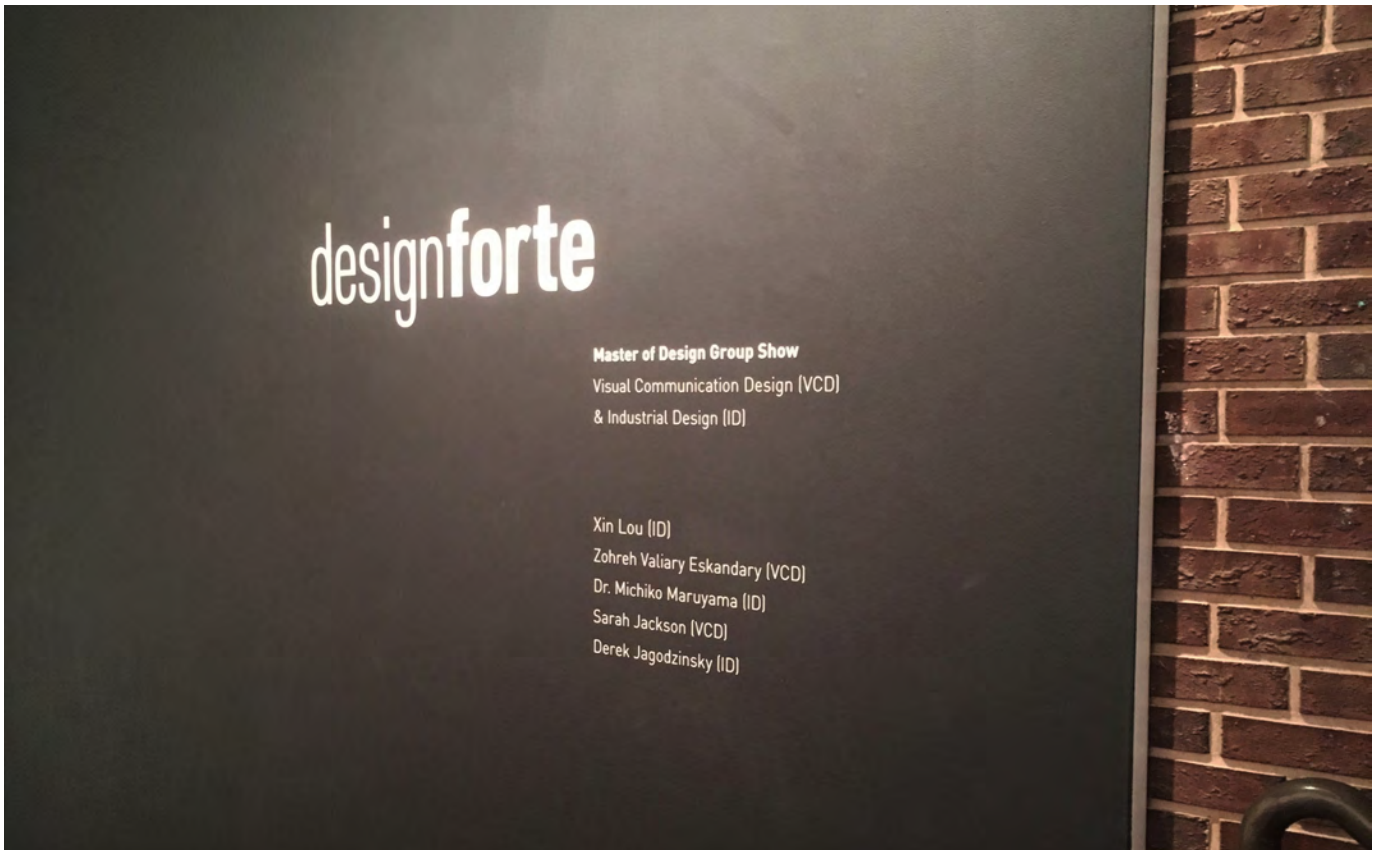 designforte
Master of Design Group Show
Visual Communication Design (VCD)
& Industrial Design (ID)
Xin Lou (ID)
Zohreh Valiary Eskandary (VCD)
Dr. Michiko Maruyama (ID)
Sarah Jackson (VCD)
Derek Jagodzinsky (ID)